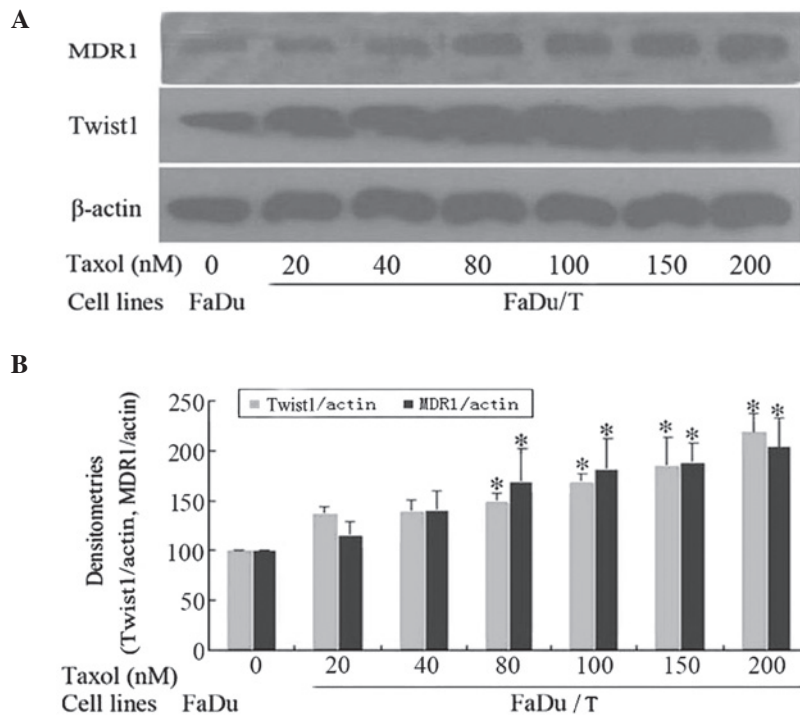 A
MDR1
Twist1
β-actin
Taxol (nM) 0 20 40 80 100 150 200
Cell lines FaDu FaDu/T
B
Densitometries
(Twist1/actin, MDR1/actin)
250
200
150
100
50
0
Twist1/actin MDR1/actin
* * * * * * * *
Taxol (nM) 0 20 40 80 100 150 200
Cell lines FaDu FaDu/T